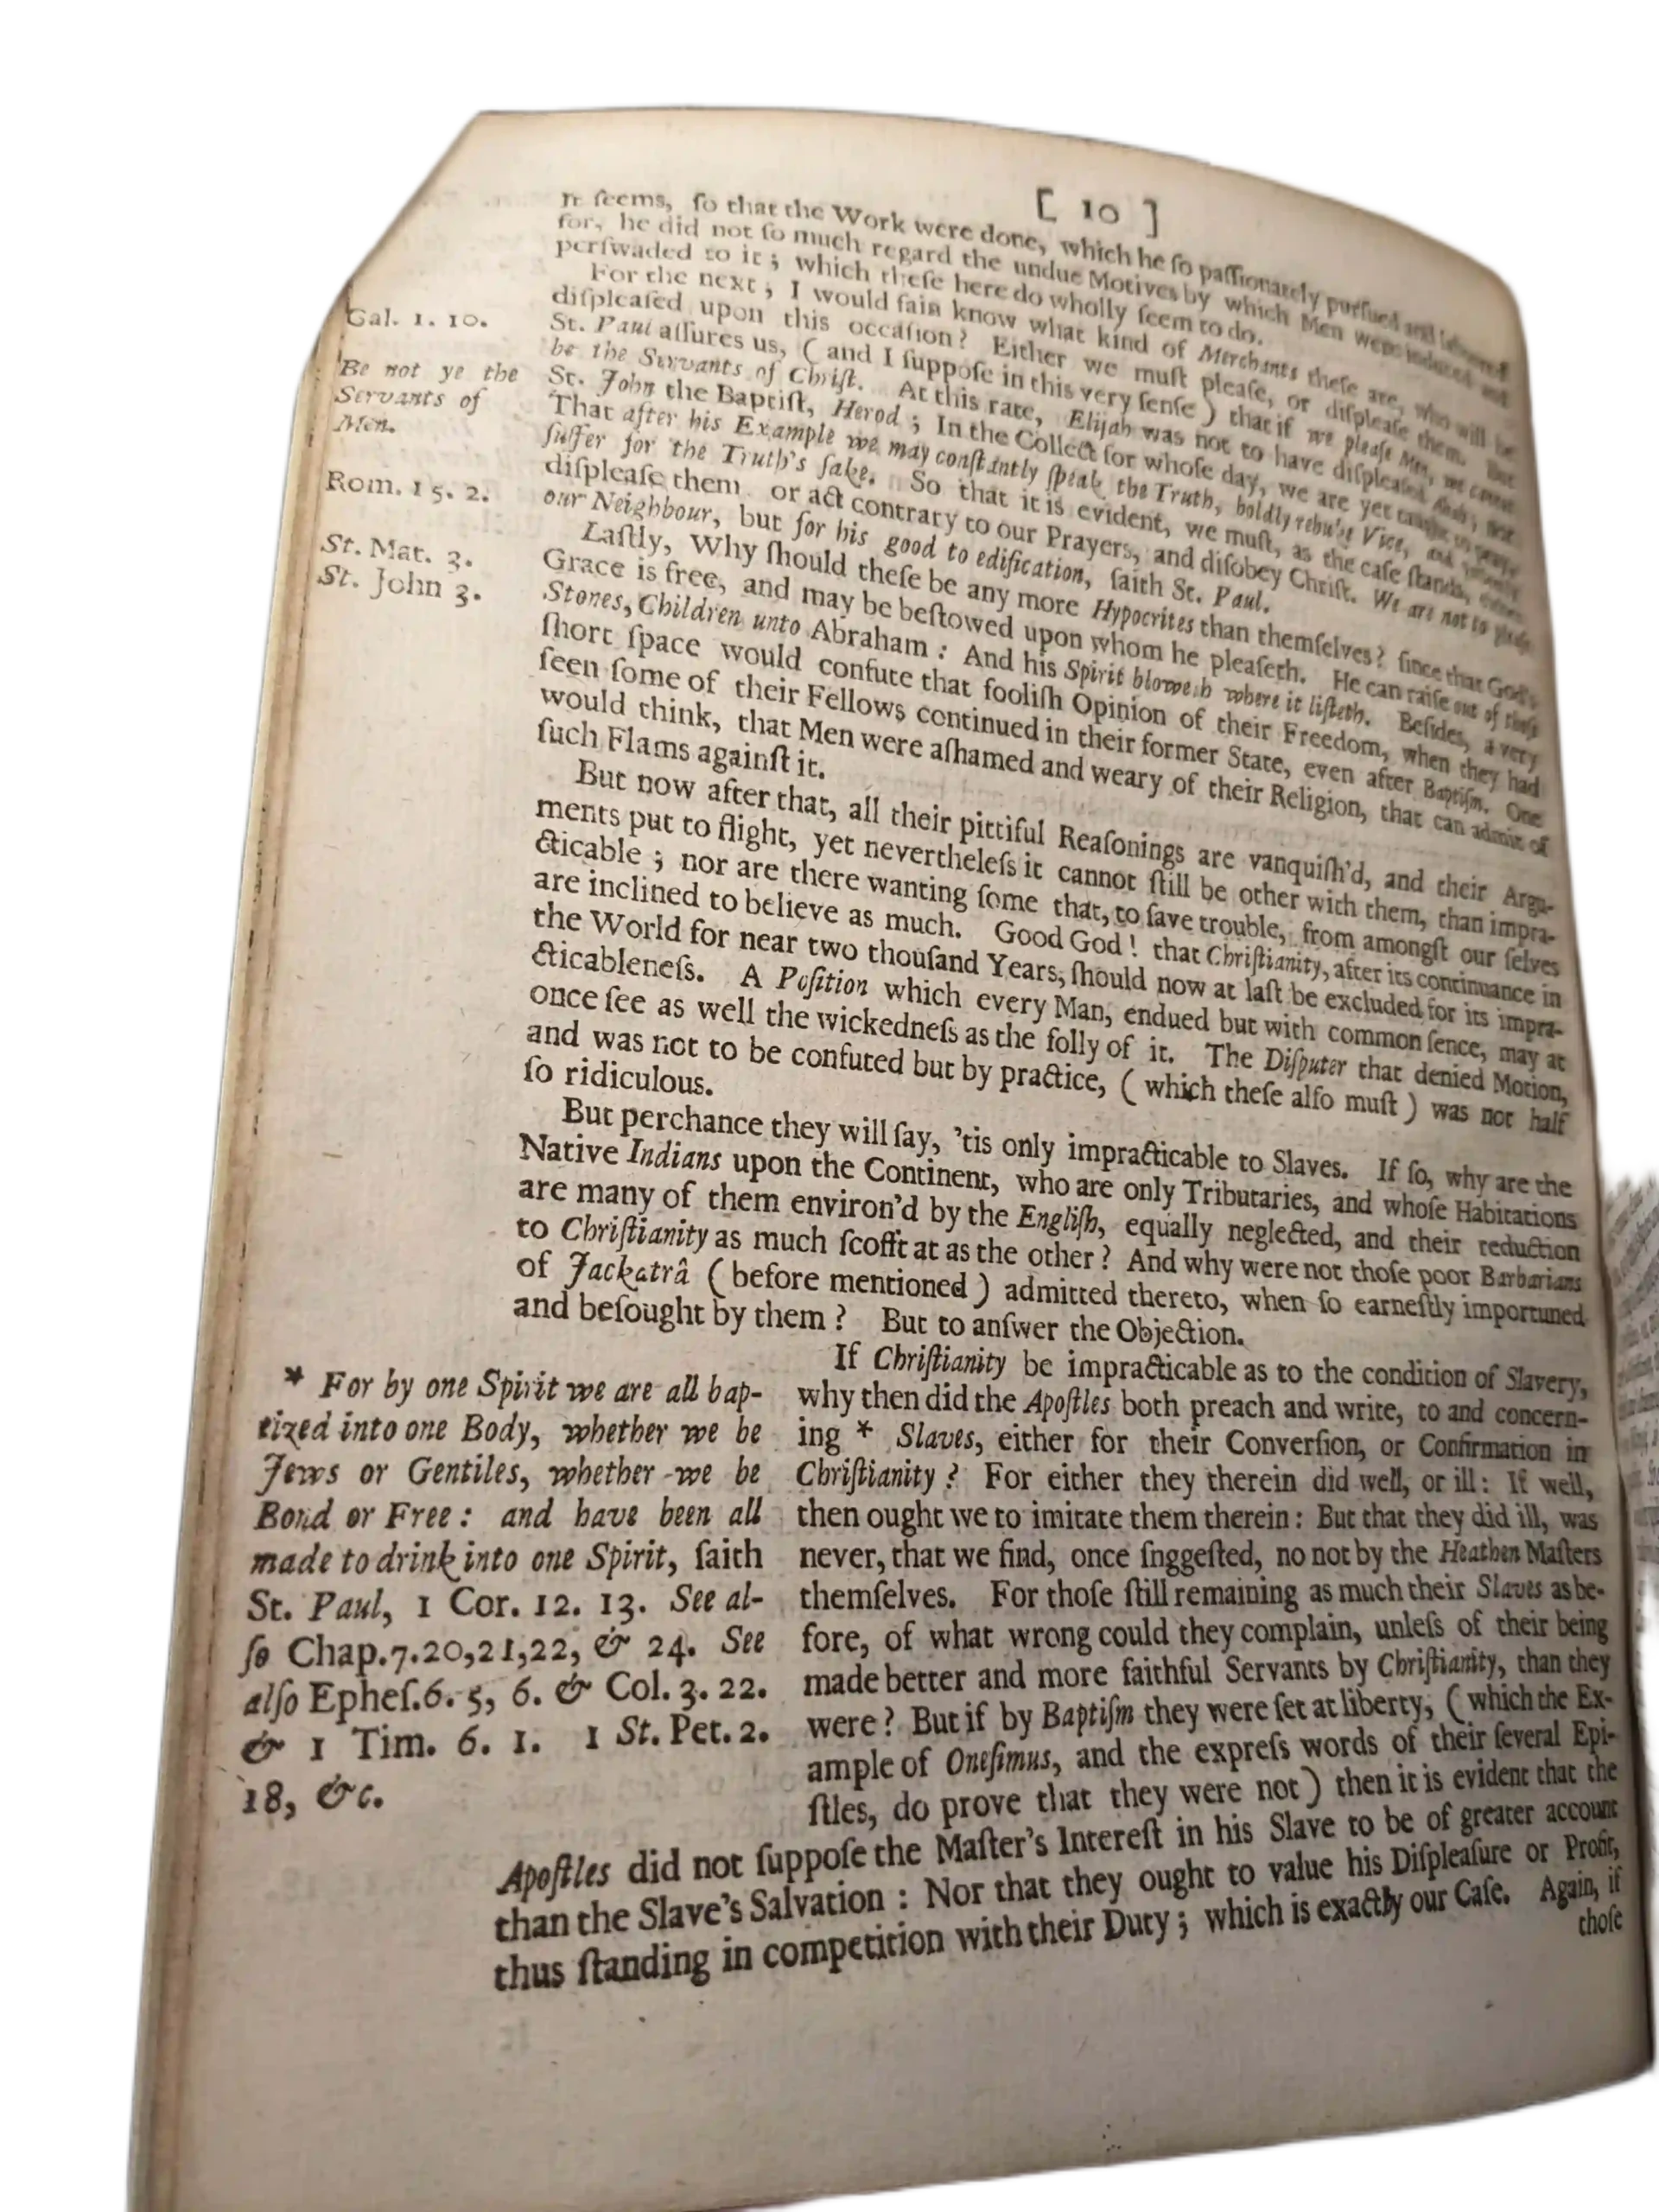 [ 10 ]
it ſeems, ſo that the Work were done, which he ſo paſſionately purſued and laboured
for, he did not ſo much regard the undue Motives by which Men were induced and
perſwaded to it; which theſe here do wholly ſeem to do.
For the next, I would fain know what kind of Merchants theſe are, who will be
diſpleaſed upon this occaſion? Either we muſt pleaſe, or diſpleaſe them. But
Gal. 1. 10.
St. Paul aſſures us, ( and I ſuppoſe in this very ſenſe ) that if we pleaſe Men, we cannot
be the Servants of Chriſt. At this rate, Elijah was not to have diſpleaſed Ahab, nor
Be not ye the
Servants of
Men.
St. John the Baptiſt, Herod; In the Collect for whoſe day, we are yet taught to pray,
That after his Example we may conſtantly ſpeak the Truth, boldly rebuke Vice, and patiently
ſuffer for the Truth's ſake. So that it is evident, we muſt, as the caſe ſtands, either
diſpleaſe them or act contrary to our Prayers, and diſobey Chriſt. We are not to pleaſe
Rom. 15. 2.
our Neighbour, but for his good to edification, ſaith St. Paul.
Laſtly, Why ſhould theſe be any more Hypocrites than themſelves? ſince that God's
St. Mat. 3.
Grace is free, and may be beſtowed upon whom he pleaſeth. He can raiſe out of theſe
St. John 3.
Stones, Children unto Abraham: And his Spirit bloweth where it liſteth. Beſides, a very
ſhort ſpace would confute that fooliſh Opinion of their Freedom, when they had
ſeen ſome of their Fellows continued in their former State, even after Baptiſm. One
would think, that Men were aſhamed and weary of their Religion, that can admit of
ſuch Flams againſt it.
But now after that, all their pittiful Reaſonings are vanquiſh'd, and their Argu-
ments put to flight, yet nevertheleſs it cannot ſtill be other with them, than impra-
cticable; nor are there wanting ſome that, to ſave trouble, from amongſt our ſelves
are inclined to believe as much. Good God! that Chriſtianity, after its continuance in
the World for near two thouſand Years, ſhould now at laſt be excluded for its impra-
cticableneſs. A Poſition which every Man, endued but with common ſence, may at
once ſee as well the wickedneſs as the folly of it. The Diſputer that denied Motion,
and was not to be confuted but by practice, ( which theſe alſo muſt ) was not half
ſo ridiculous.
But perchance they will ſay, 'tis only impracticable to Slaves. If ſo, why are the
Native Indians upon the Continent, who are only Tributaries, and whoſe Habitations
are many of them environ'd by the Engliſh, equally neglected, and their reduction
to Chriſtianity as much ſcofft at as the other? And why were not thoſe poor Barbarians
of Jackatrâ ( before mentioned ) admitted thereto, when ſo earneſtly importuned
and beſought by them? But to anſwer the Objection.
If Chriſtianity be impracticable as to the condition of Slavery,
why then did the Apoſtles both preach and write, to and concern-
ing * Slaves, either for their Converſion, or Confirmation in
Chriſtianity? For either they therein did well, or ill: If well,
then ought we to imitate them therein: But that they did ill, was
never, that we find, once ſnggeſted, no not by the Heathen Maſters
themſelves. For thoſe ſtill remaining as much their Slaves as be-
fore, of what wrong could they complain, unleſs of their being
made better and more faithful Servants by Chriſtianity, than they
were? But if by Baptiſm they were ſet at liberty, ( which the Ex-
ample of Oneſimus, and the expreſs words of their ſeveral Epi-
ſtles, do prove that they were not ) then it is evident that the
* For by one Spirit we are all bap-
tized into one Body, whether we be
Jews or Gentiles, whether we be
Bond or Free: and have been all
made to drink into one Spirit, ſaith
St. Paul, 1 Cor. 12. 13. See al-
ſo Chap.7.20,21,22, & 24. See
alſo Epheſ.6. 5, 6. & Col. 3. 22.
& 1 Tim. 6. 1. 1 St. Pet. 2.
18, &c.
Apoſtles did not ſuppoſe the Maſter's Intereſt in his Slave to be of greater account
than the Slave's Salvation: Nor that they ought to value his Diſpleaſure or Profit,
thus ſtanding in competition with their Duty; which is exactly our Caſe. Again, if
thoſe